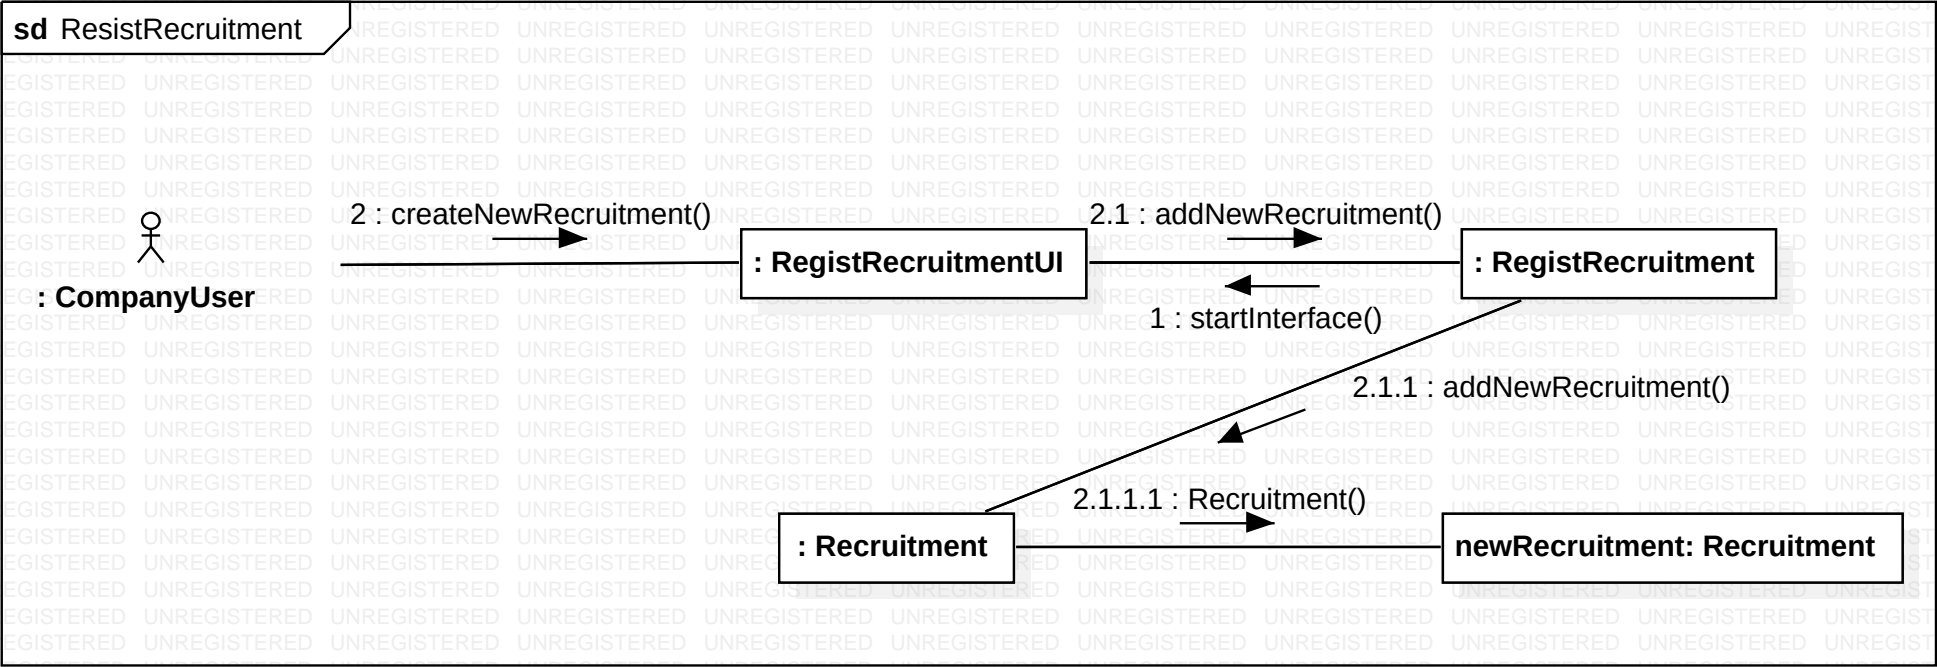 sd ResistRecruitment
2 : createNewRecruitment()
2.1 : addNewRecruitment()
: RegistRecruitmentUI
: RegistRecruitment
: CompanyUser
1 : startInterface()
2.1.1 : addNewRecruitment()
2.1.1.1 : Recruitment()
: Recruitment
newRecruitment: Recruitment
UNREGISTERED